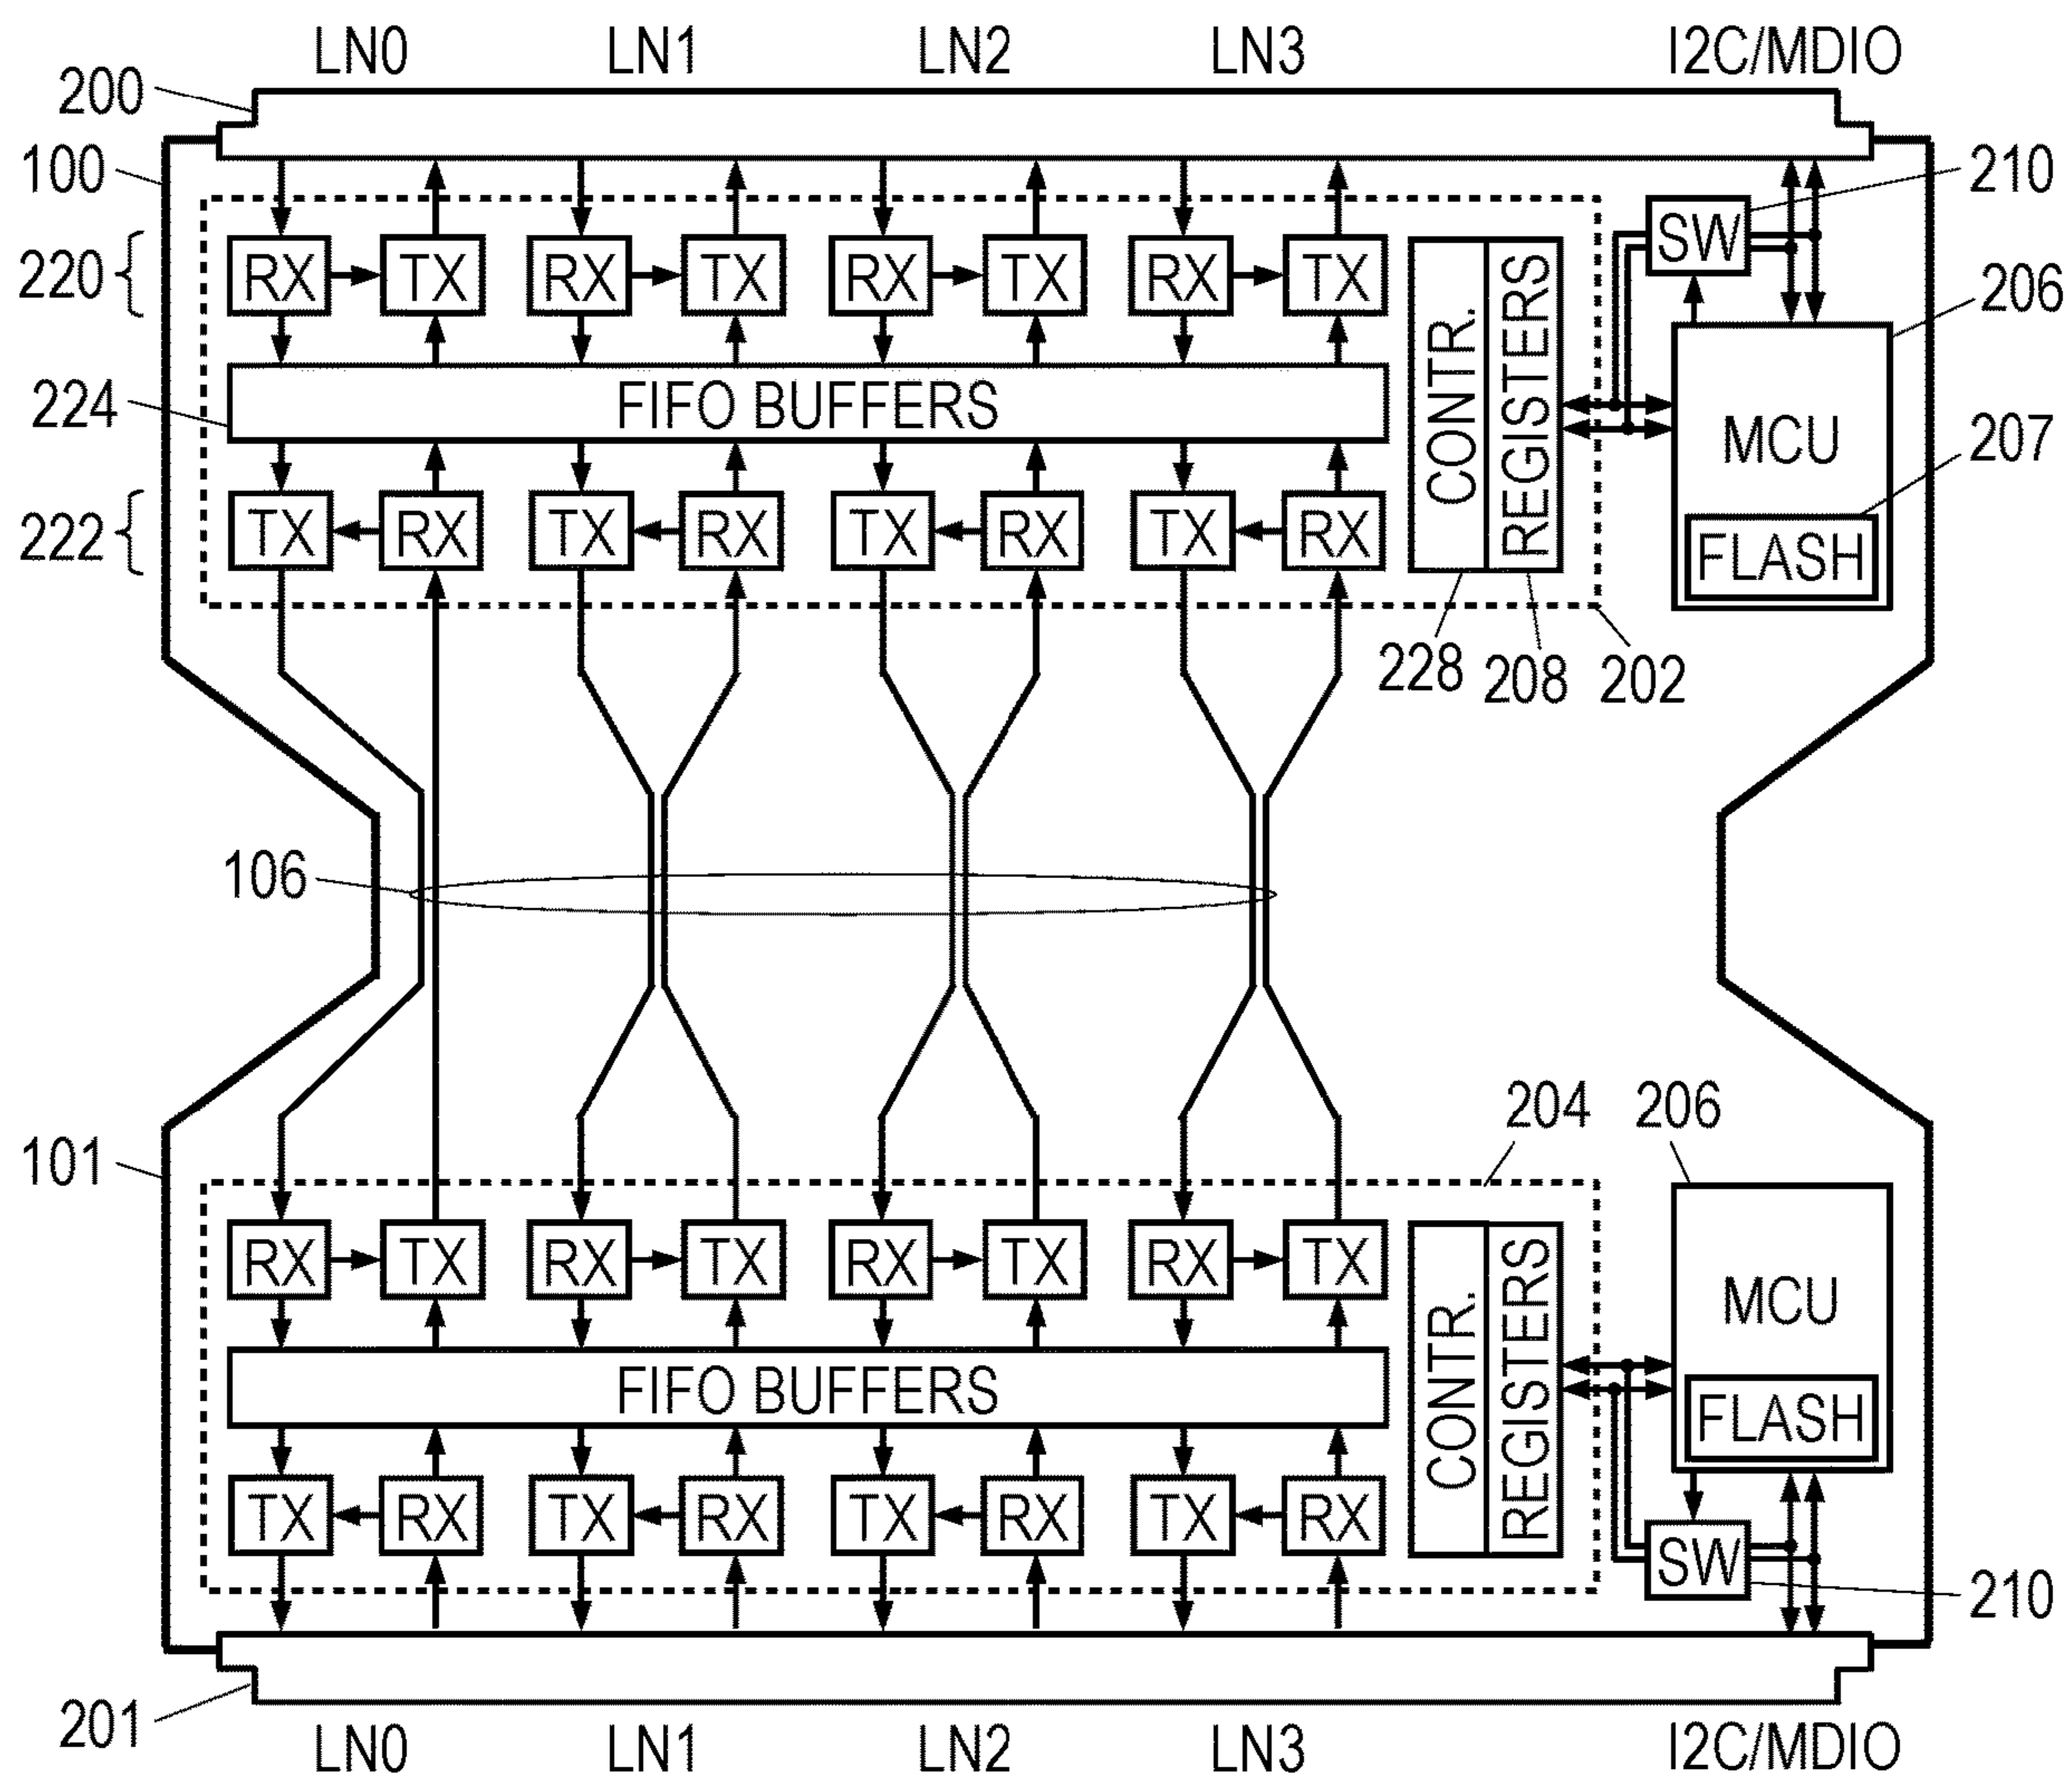 LN0 LN1 LN2 LN3 I2C/MDIO
200
100
210
SW
220 RX TX RX TX RX TX RX TX
206
CONTR. REGISTERS
224 FIFO BUFFERS
MCU
207
222 TX RX TX RX TX RX TX RX
FLASH
228 208 202
106
204 206
101
RX TX RX TX RX TX RX TX
MCU
CONTR. REGISTERS
FIFO BUFFERS
FLASH
TX RX TX RX TX RX TX RX
SW
210
201
LN0 LN1 LN2 LN3 I2C/MDIO